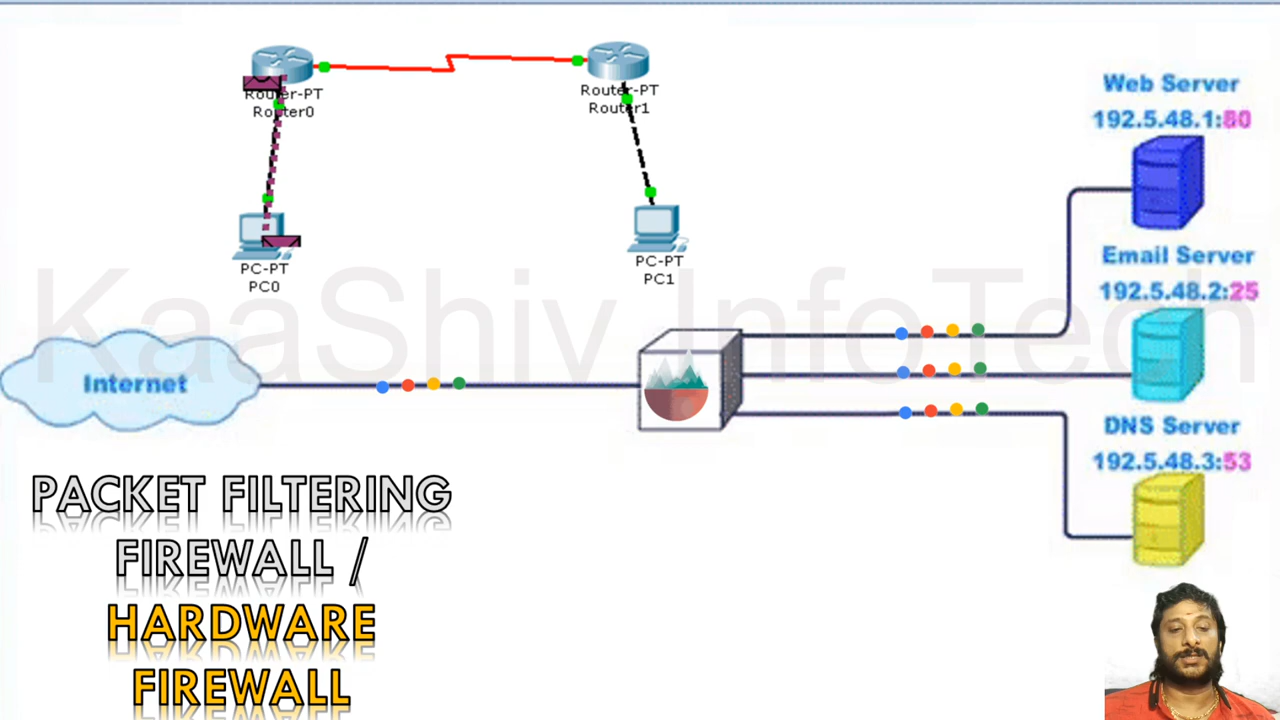 Router-PT
Router0
Router-PT
Router1
Web Server
192.5.48.1:80
PC-PT
PC0
PC-PT
PC1
Email Server
192.5.48.2:25
KaaShiv InfoTech
Internet
DNS Server
192.5.48.3:53
PACKET FILTERING
FIREWALL /
HARDWARE
FIREWALL